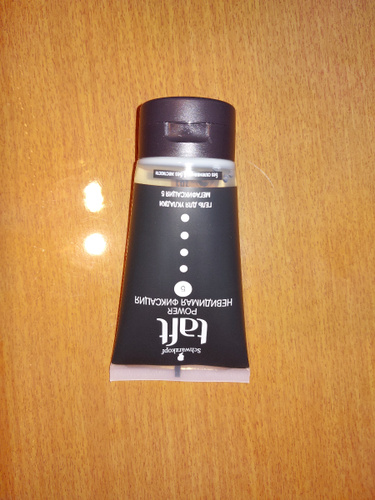 Schwarzkopf
taft
POWER
НЕВИДИМАЯ ФИКСАЦИЯ
5
ГЕЛЬ ДЛЯ УКЛАДКИ
МЕГАФИКСАЦИЯ 5